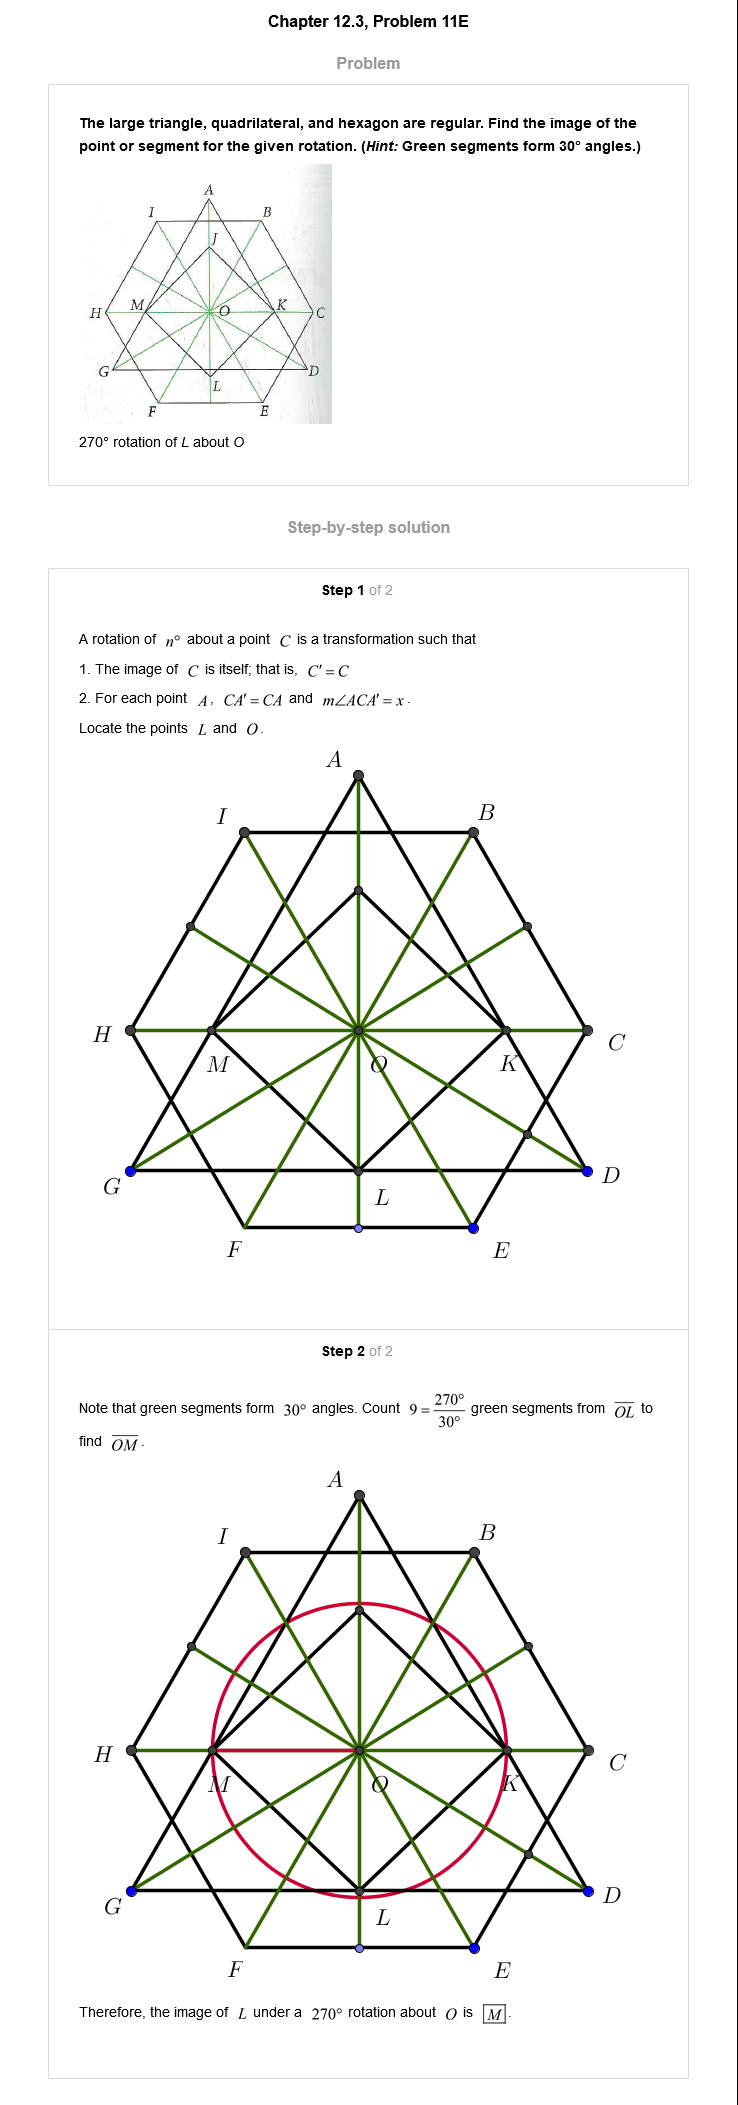 Chapter 12.3, Problem 11E
Problem
The large triangle, quadrilateral, and hexagon are regular. Find the image of the
point or segment for the given rotation. (Hint: Green segments form 30° angles.)
A
I
B
J
H
M
O
K
C
G
D
L
F
E
270° rotation of L about O
Step-by-step solution
Step 1 of 2
A rotation of n° about a point C is a transformation such that
1. The image of C is itself; that is, C′ = C
2. For each point A, CA′ = CA and m∠ACA′ = x.
Locate the points L and O.
A
I
B
H
C
M
O
K
G
D
L
F
E
Step 2 of 2
Note that green segments form 30° angles. Count 9 = 270°/30° green segments from OL to
find OM.
A
I
B
H
C
M
O
K
G
D
L
F
E
Therefore, the image of L under a 270° rotation about O is M.